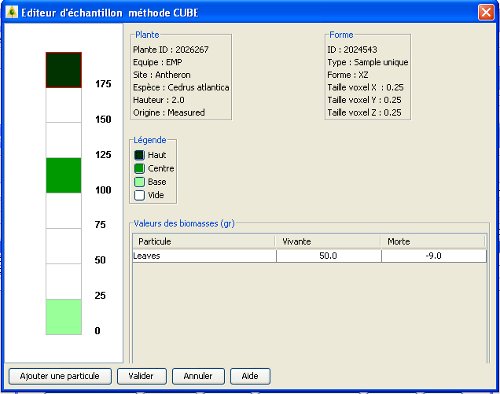 Editeur d'échantillon méthode CUBE
Plante
Plante ID : 2026267
Equipe : EMP
Site : Antheron
Espèce : Cedrus atlantica
Hauteur : 2.0
Origine : Measured
Forme
ID : 2024543
Type : Sample unique
Forme : XZ
Taille voxel X : 0.25
Taille voxel Y : 0.25
Taille voxel Z : 0.25
175
150
125
100
75
50
25
0
Légende
Haut
Centre
Base
Vide
Valeurs des biomasses (gr)
Particule Vivante Morte
Leaves 50.0 -9.0
Ajouter une particule Valider Annuler Aide